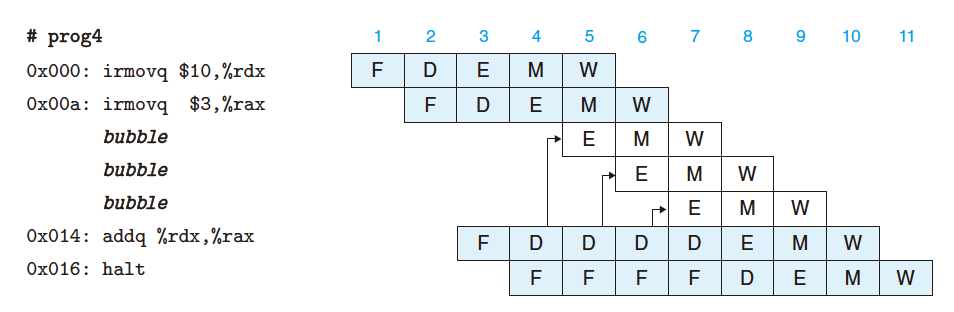 # prog4 1 2 3 4 5 6 7 8 9 10 11
0x000: irmovq $10,%rdx F D E M W
0x00a: irmovq $3,%rax F D E M W
bubble E M W
bubble E M W
bubble E M W
0x014: addq %rdx,%rax F D D D D E M W
0x016: halt F F F F D E M W